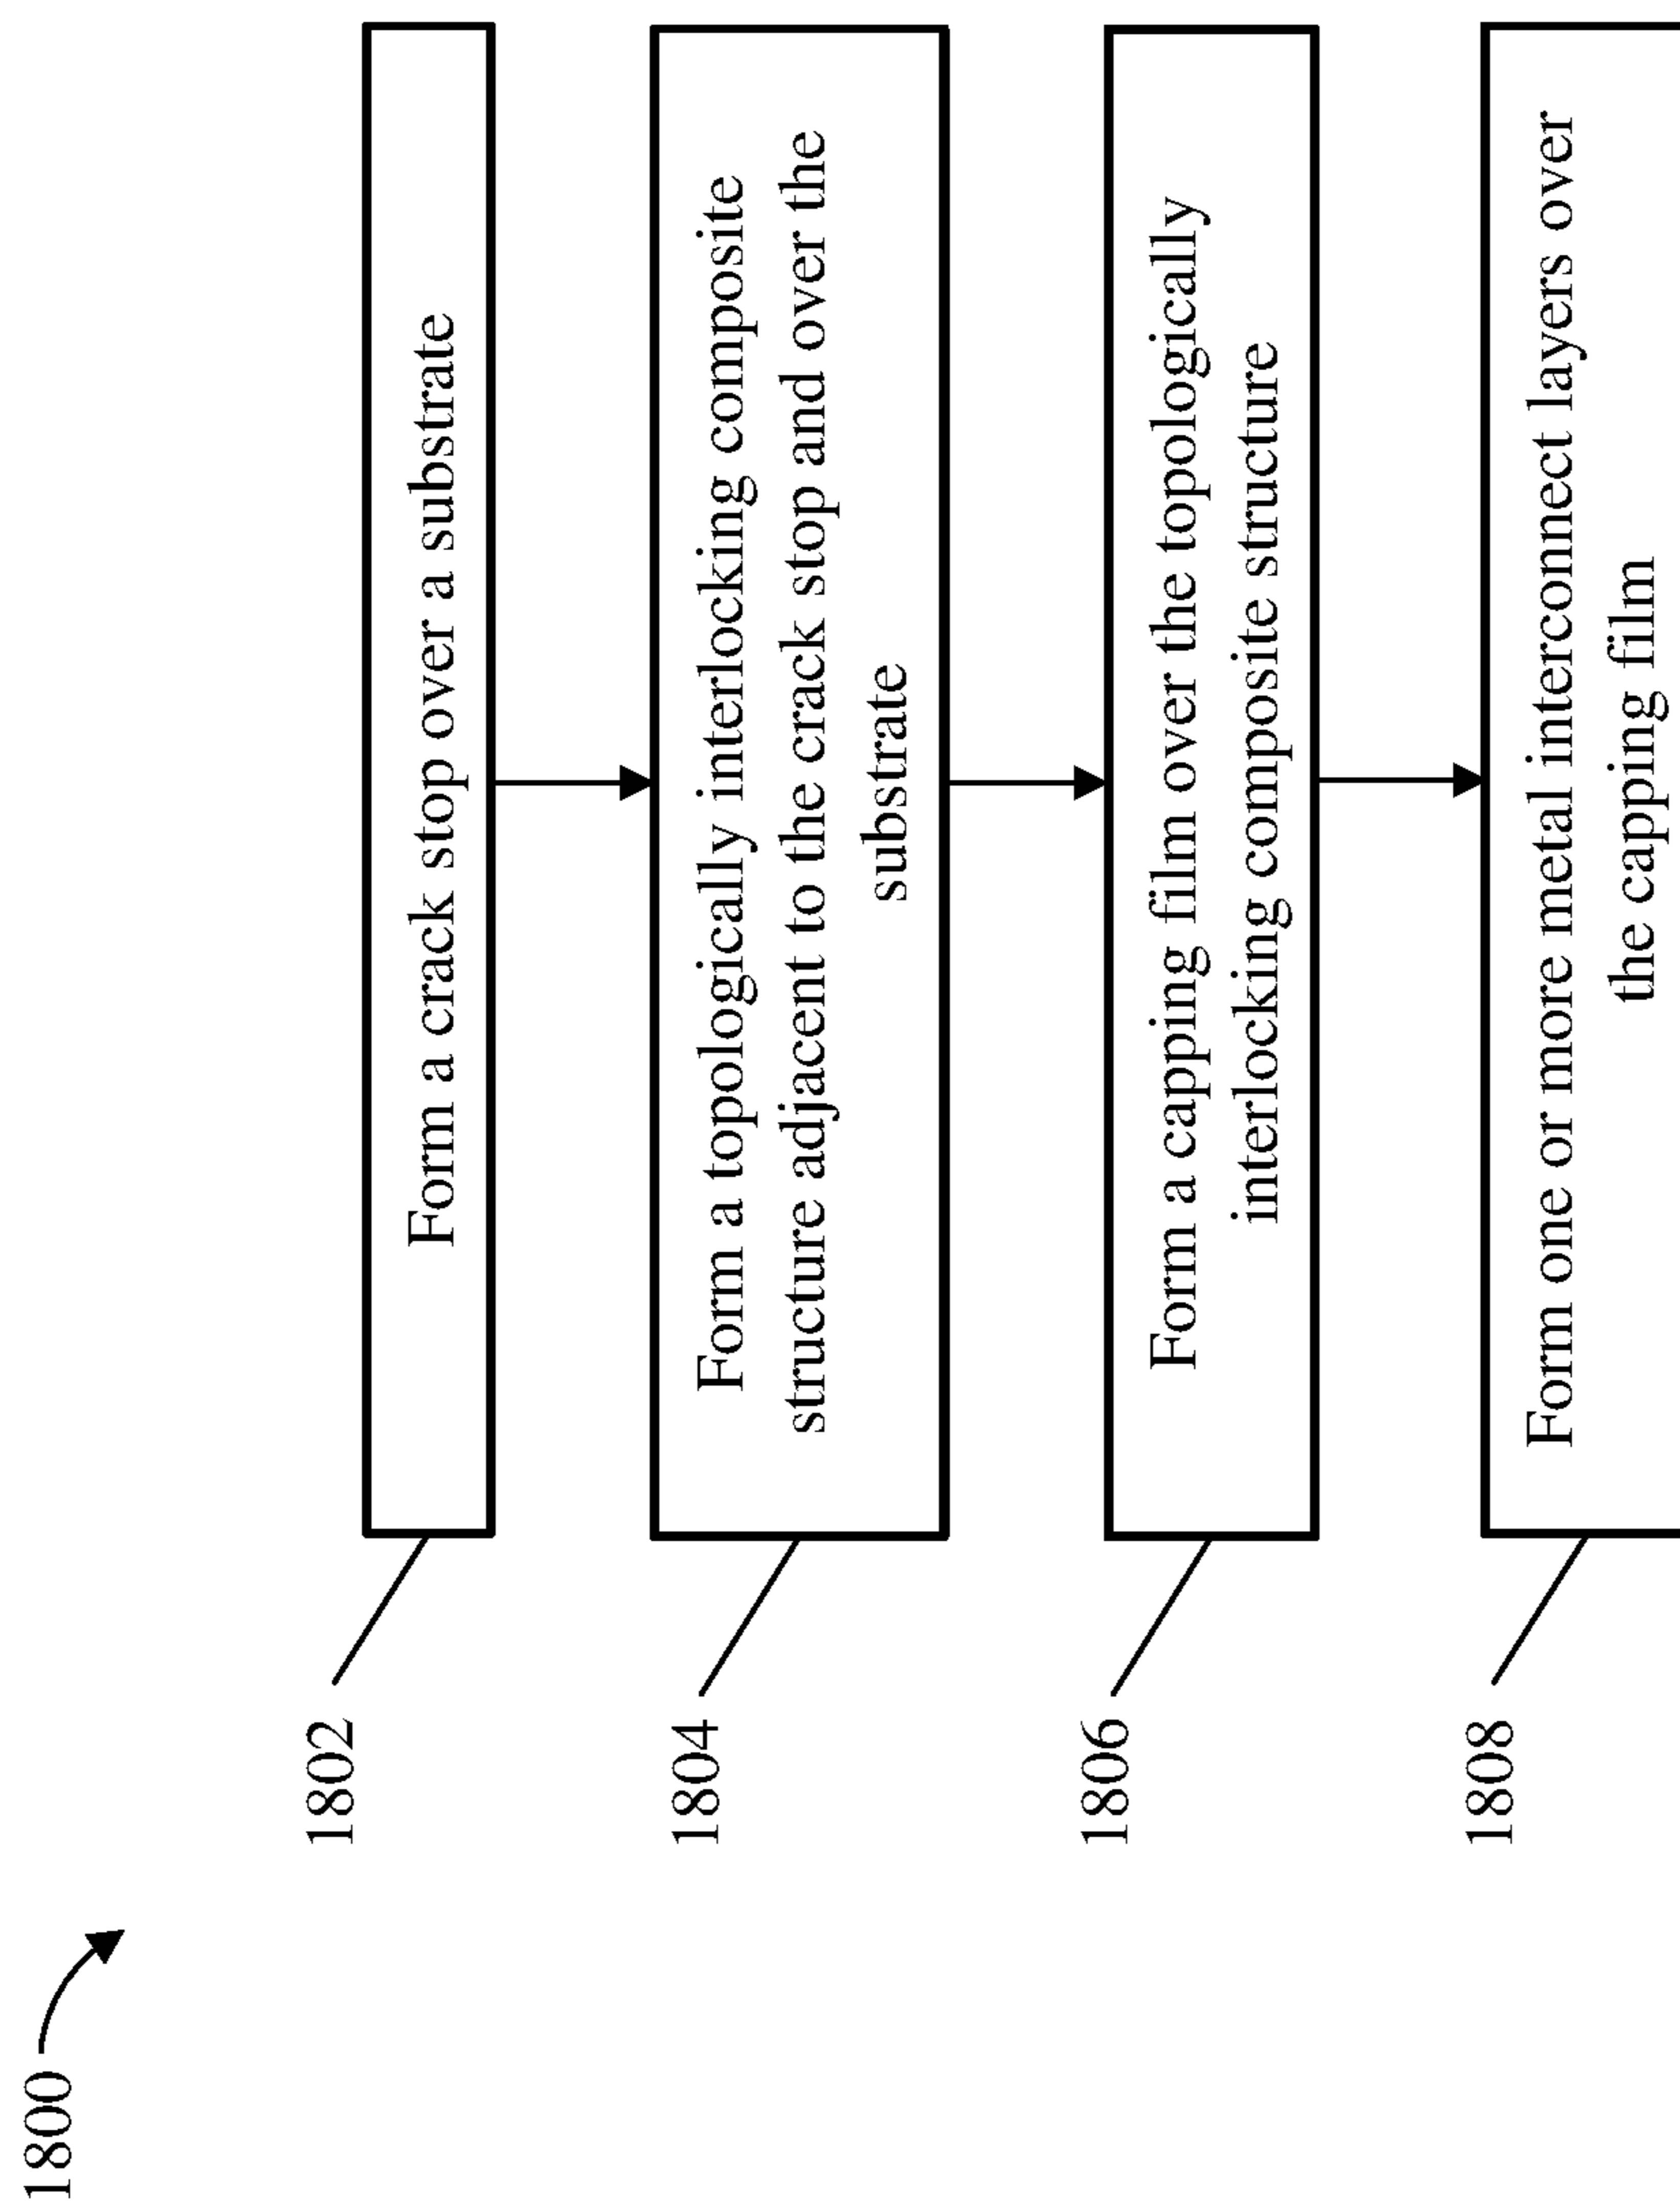 1800
1802
Form a crack stop over a substrate
1804
Form a topologically interlocking composite
structure adjacent to the crack stop and over the
substrate
1806
Form a capping film over the topologically
interlocking composite structure
1808
Form one or more metal interconnect layers over
the capping film